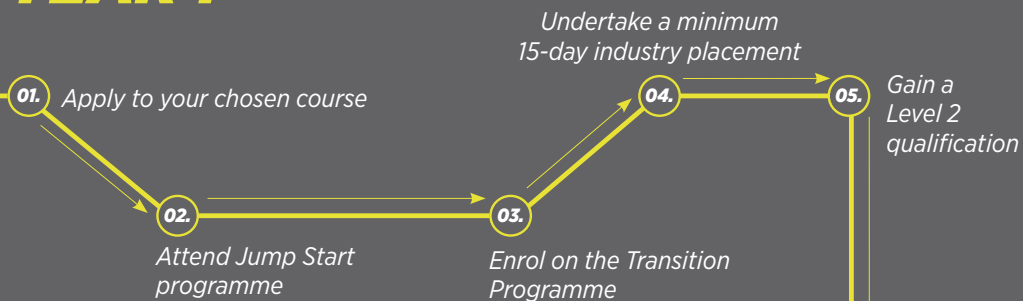 01.
Apply to your chosen course
02.
Attend Jump Start
programme
03.
Enrol on the Transition
Programme
Undertake a minimum
15-day industry placement
04.
05.
Gain a
Level 2
qualification